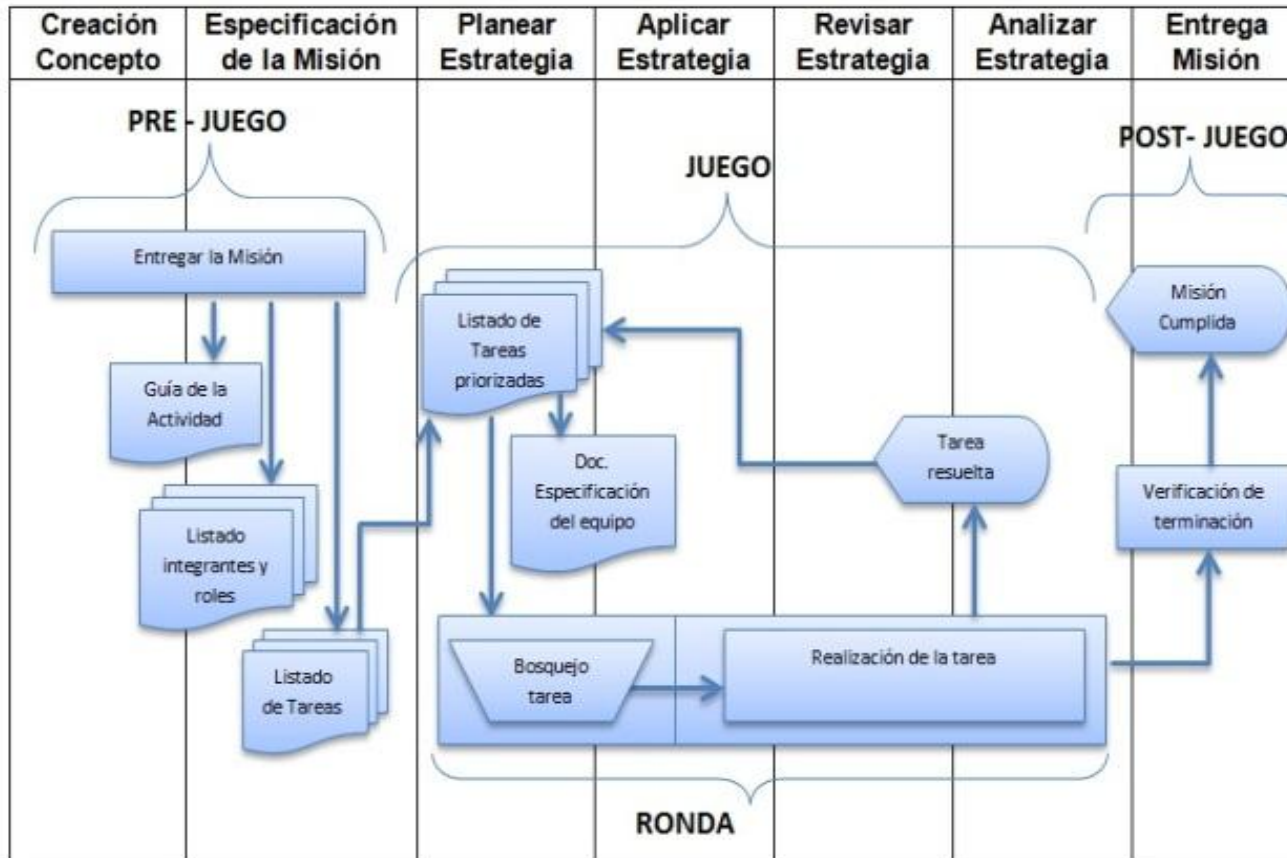 Creación Concepto
Especificación de la Misión
Planear Estrategia
Aplicar Estrategia
Revisar Estrategia
Analizar Estrategia
Entrega Misión
PRE - JUEGO
JUEGO
POST- JUEGO
Entregar la Misión
Guía de la
Actividad
Listado
integrantes y
roles
Listado
de Tareas
Listado de
Tareas
priorizadas
Doc.
Especificación
del equipo
Bosquejo
tarea
Realización de la tarea
Tarea
resuelta
Misión
Cumplida
Verificación de
terminación
RONDA